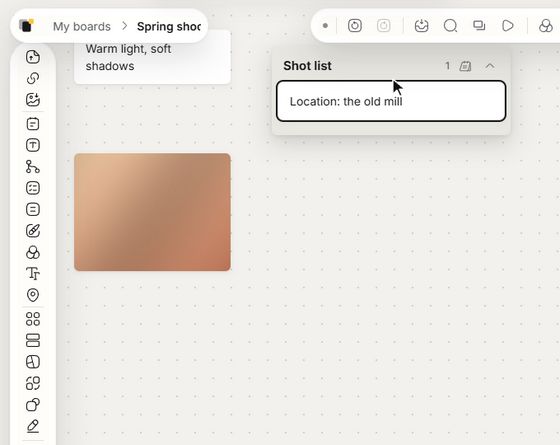 My boards
Spring shoo
Warm light, soft
shadows
Shot list
1
Location: the old mill